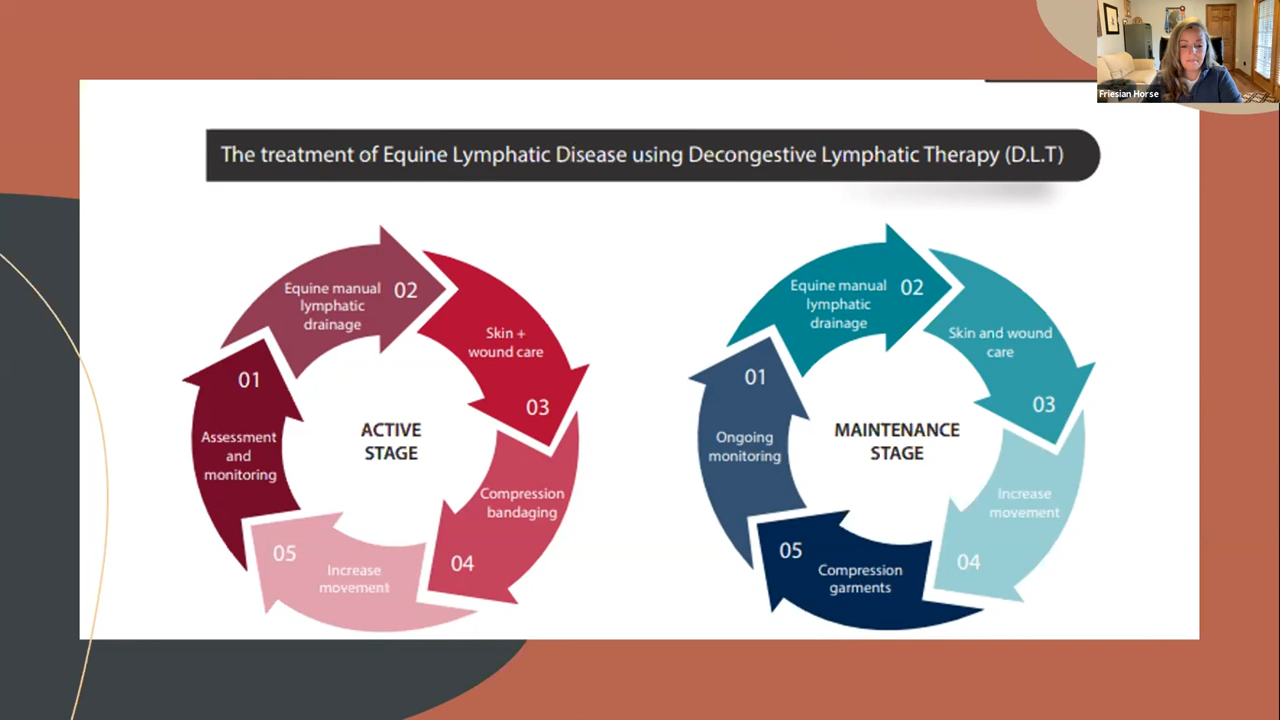 Friesian Horse
The treatment of Equine Lymphatic Disease using Decongestive Lymphatic Therapy (D.L.T)
01
Assessment
and
monitoring
Equine manual
lymphatic
drainage
02
Skin +
wound care
03
Compression
bandaging
04
05
Increase
movement
ACTIVE
STAGE
01
Ongoing
monitoring
Equine manual
lymphatic
drainage
02
Skin and wound
care
03
Increase
movement
04
05
Compression
garments
MAINTENANCE
STAGE